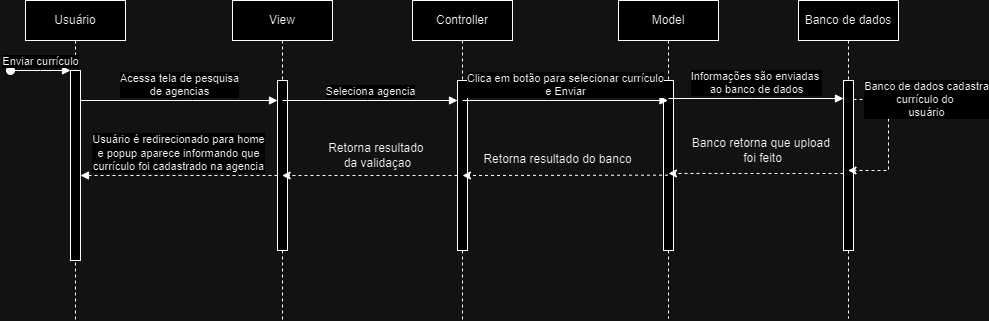 Usuário
View
Controller
Model
Banco de dados
Enviar currículo
Acessa tela de pesquisa
de agencias
Seleciona agencia
Clica em botão para selecionar currículo
e Enviar
Informações são enviadas
ao banco de dados
Banco de dados cadastra
currículo do
usuário
Usuário é redirecionado para home
e popup aparece informando que
currículo foi cadastrado na agencia
Retorna resultado
da validaçao
Retorna resultado do banco
Banco retorna que upload
foi feito